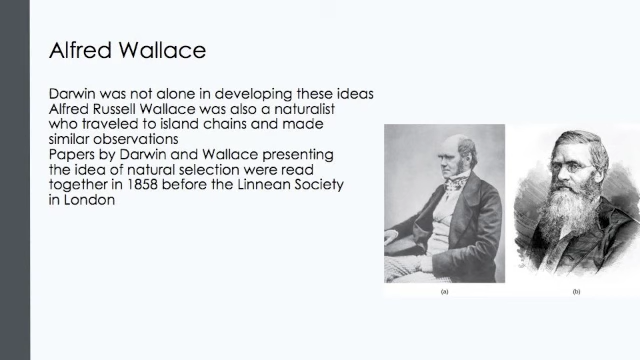 Alfred Wallace
Darwin was not alone in developing these ideas
Alfred Russell Wallace was also a naturalist
who traveled to island chains and made
similar observations
Papers by Darwin and Wallace presenting
the idea of natural selection were read
together in 1858 before the Linnean Society
in London
(a)
(b)